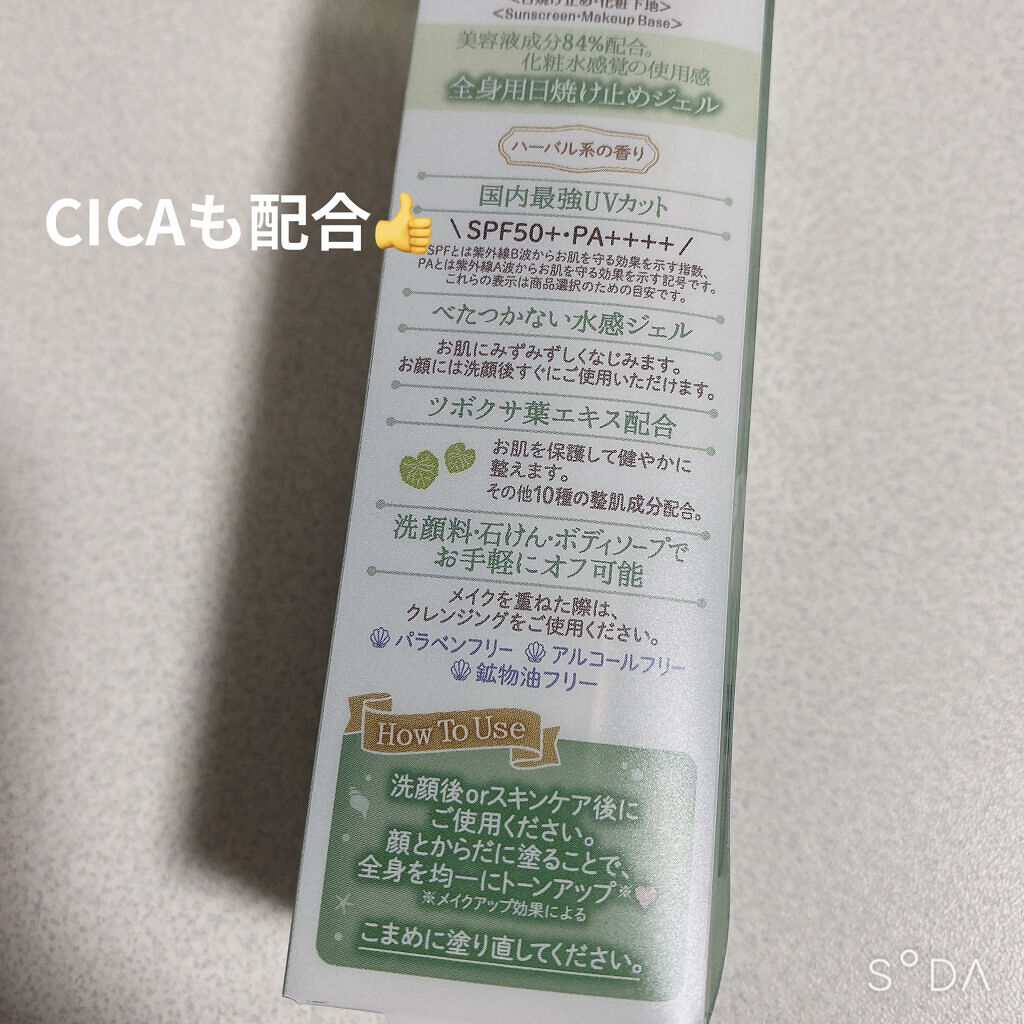 <日焼け止め・化粧下地>
<Sunscreen・Makeup Base>
美容液成分84%配合。
化粧水感覚の使用感
全身用日焼け止めジェル
ハーバル系の香り
国内最強UVカット
\ SPF50+・PA++++ /
SPFとは紫外線B波からお肌を守る効果を示す指数、
PAとは紫外線A波からお肌を守る効果を示す記号です。
これらの表示は商品選択のための目安です。
CICAも配合👍
べたつかない水感ジェル
お肌にみずみずしくなじみます。
お顔には洗顔後すぐにご使用いただけます。
ツボクサ葉エキス配合
お肌を保護して健やかに
整えます。
その他10種の整肌成分配合。
洗顔料・石けん・ボディソープで
お手軽にオフ可能
メイクを重ねた際は、
クレンジングをご使用ください。
パラベンフリー アルコールフリー
鉱物油フリー
How To Use
洗顔後orスキンケア後に
ご使用ください。
顔とからだに塗ることで、
全身を均一にトーンアップ※
※メイクアップ効果による
こまめに塗り直してください。
SODA